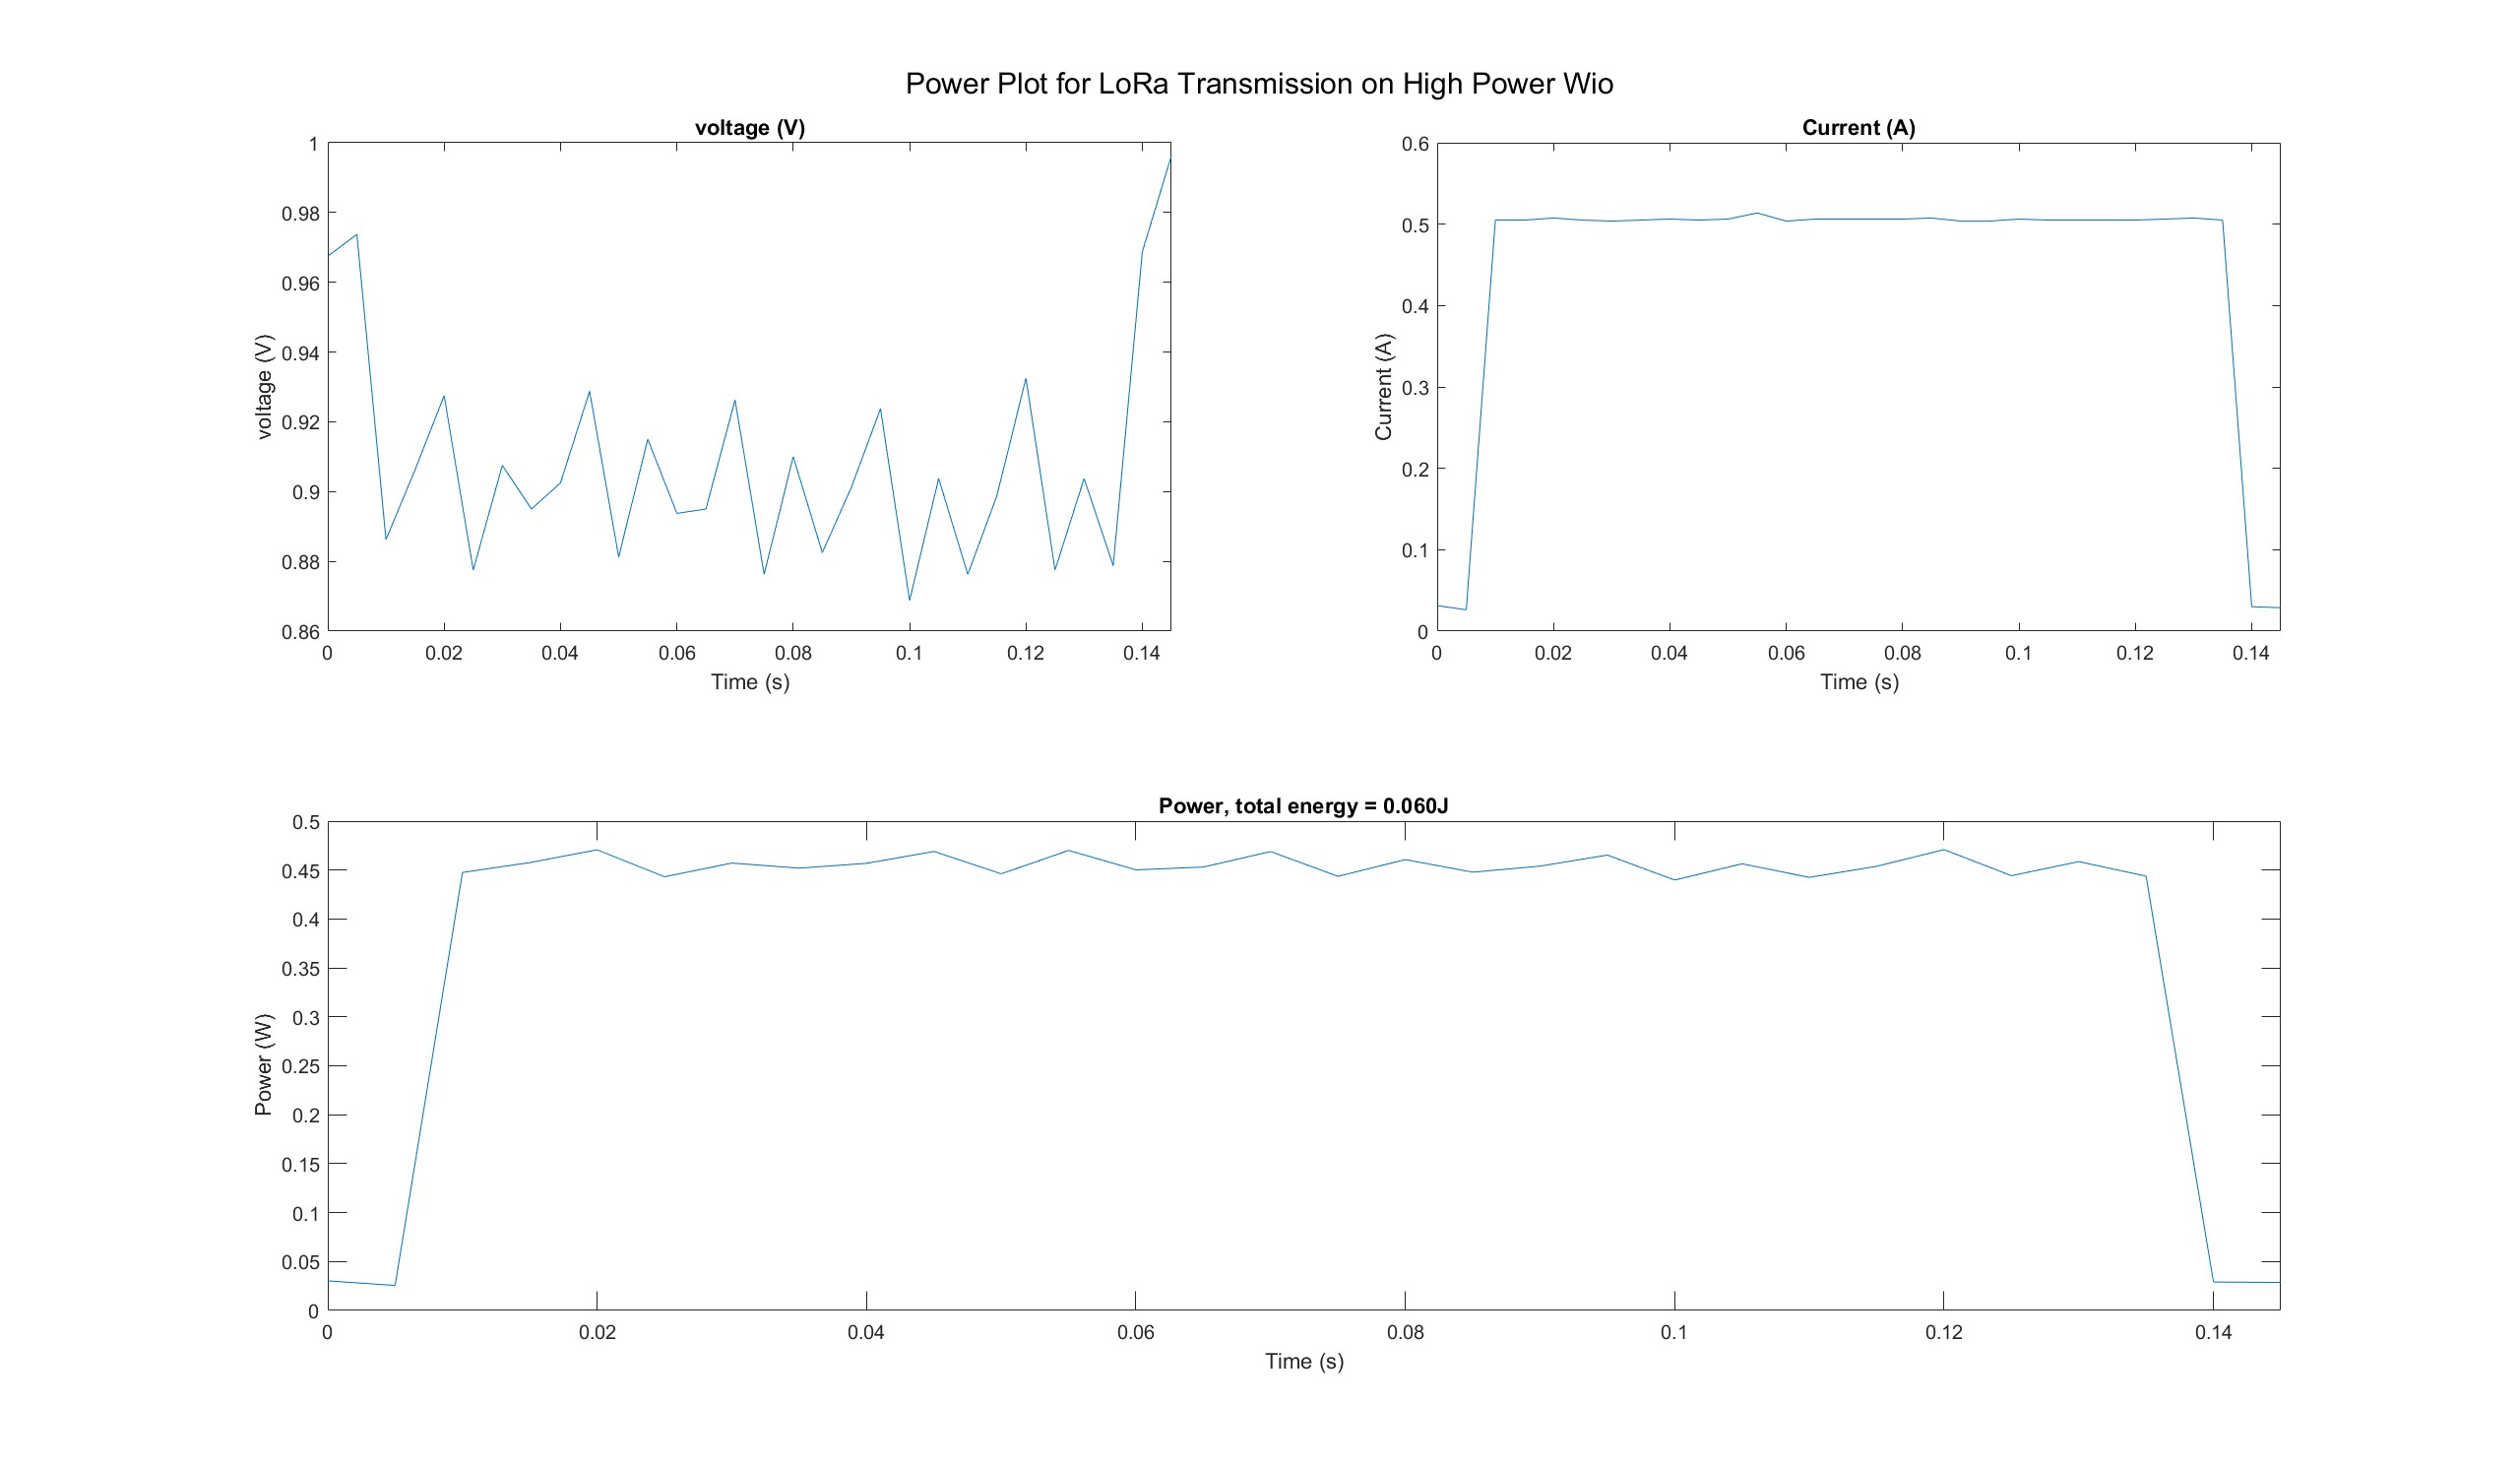 Power Plot for LoRa Transmission on High Power Wio
voltage (V)
1
0.98
0.96
0.94
0.92
0.9
0.88
0.86
voltage (V)
0 0.02 0.04 0.06 0.08 0.1 0.12 0.14
Time (s)
Current (A)
0.6
0.5
0.4
0.3
0.2
0.1
0
Current (A)
0 0.02 0.04 0.06 0.08 0.1 0.12 0.14
Time (s)
Power, total energy = 0.060J
0.5
0.45
0.4
0.35
0.3
0.25
0.2
0.15
0.1
0.05
0
Power (W)
0 0.02 0.04 0.06 0.08 0.1 0.12 0.14
Time (s)